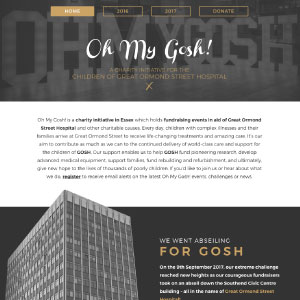 OH MY GOSH
HOME
2016
2017
DONATE
Oh My Gosh!
A CHARITY INITIATIVE FOR THE
CHILDREN OF GREAT ORMOND STREET HOSPITAL
Oh My Gosh! is a charity initiative in Essex which holds fundraising events in aid of Great Ormond
Street Hospital and other charitable causes. Every day, children with complex illnesses and their
families arrive at Great Ormond Street to receive life changing treatments and amazing care. It's our
aim to contribute as much as we can to the continued delivery of world-class care and support for
the children of GOSH. Our support enables us to help GOSH fund pioneering research, develop
advanced medical equipment, support families, fund rebuilding and refurbishment, and ultimately,
give new hope to the lives of thousands of poorly children. If you'd like to join us or hear about what
we do, register to receive email alerts on the latest Oh My Gosh! events, challenges or news.
WE WENT ABSEILING
FOR GOSH
On the 9th September 2017, our extreme challenge
reached new heights as our courageous fundraisers
took on an abseil down the Southend Civic Centre
building - all in the name of Great Ormond Street
Hospital!